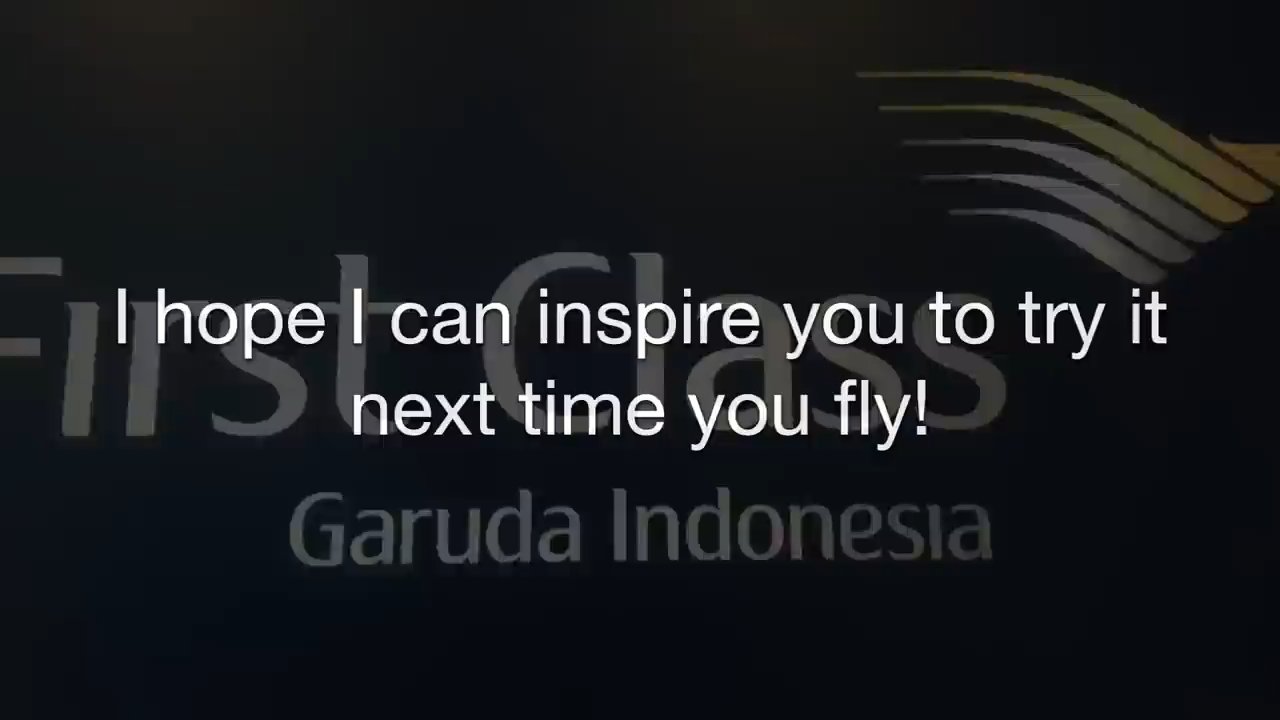 I hope I can inspire you to try it
next time you fly!
First Class
Garuda Indonesia